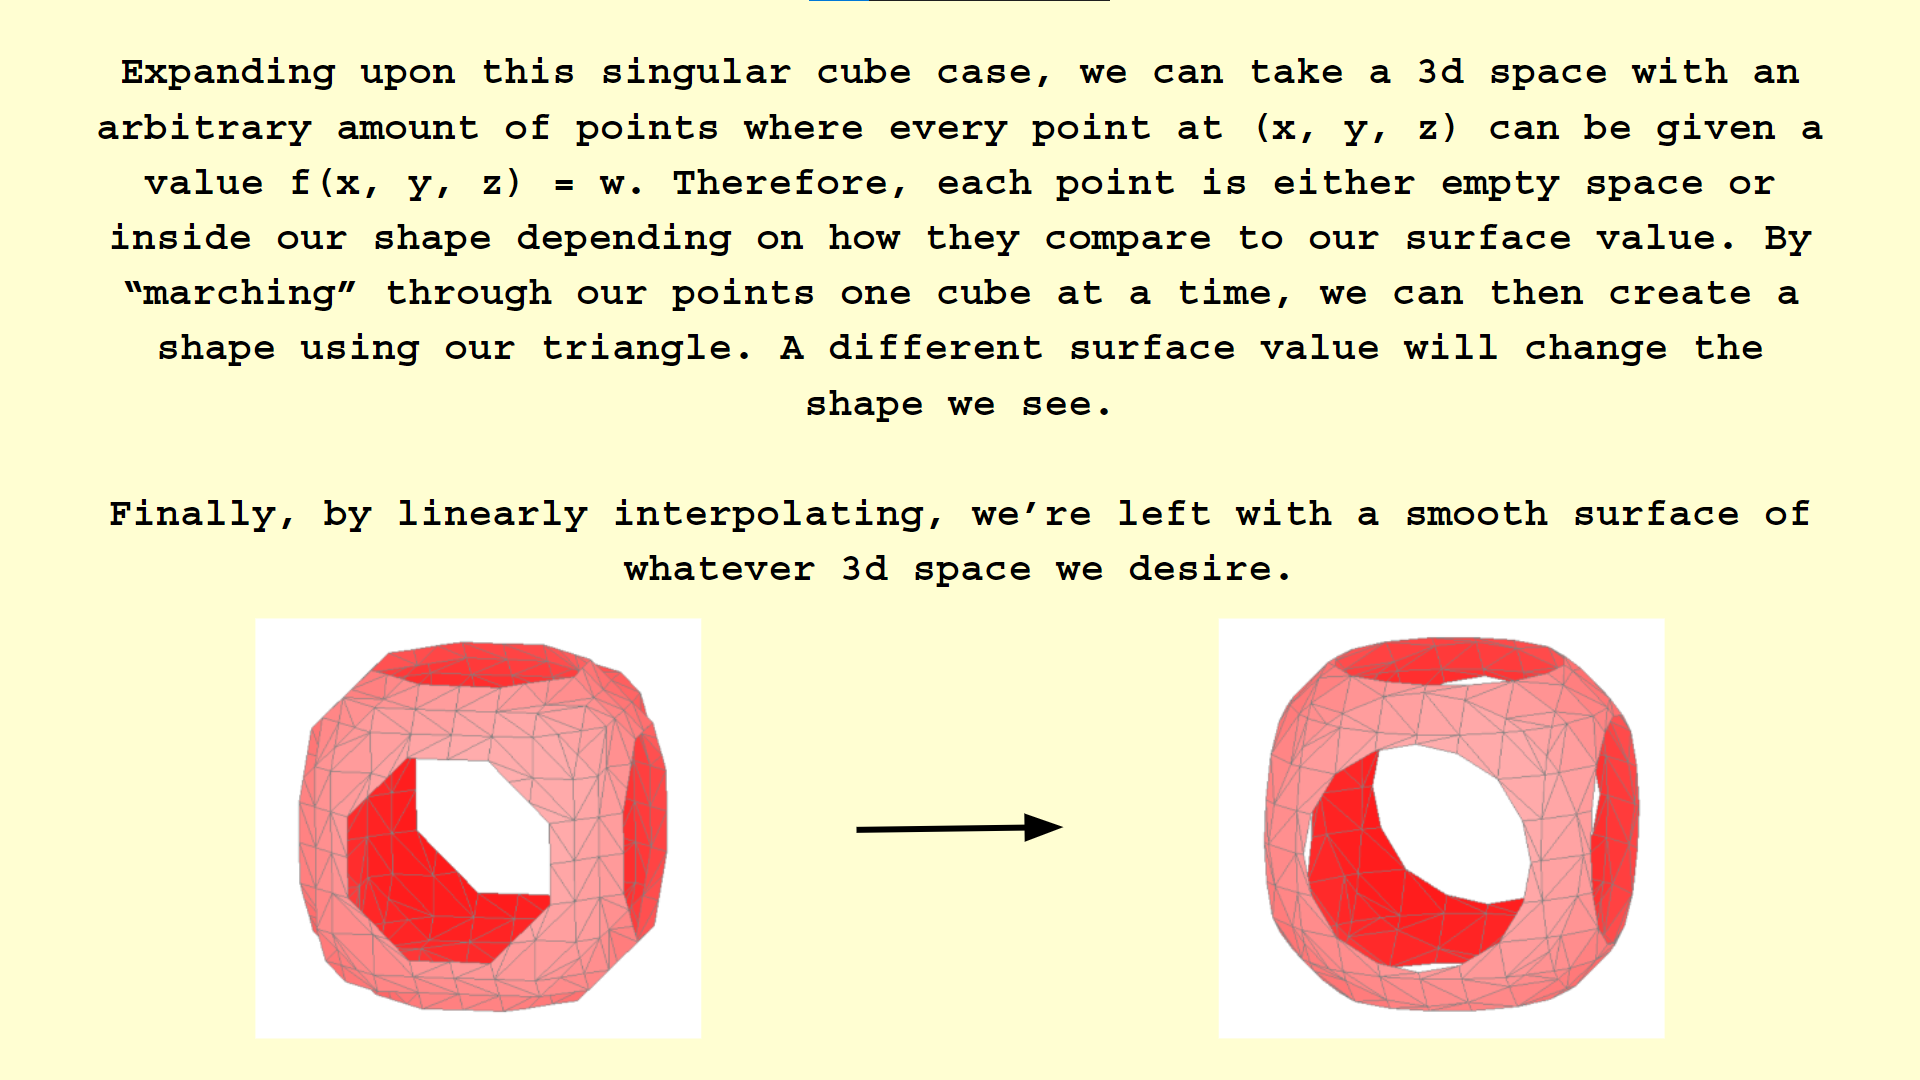 Expanding upon this singular cube case, we can take a 3d space with an
arbitrary amount of points where every point at (x, y, z) can be given a
value f(x, y, z) = w. Therefore, each point is either empty space or
inside our shape depending on how they compare to our surface value. By
“marching” through our points one cube at a time, we can then create a
shape using our triangle. A different surface value will change the
shape we see.
Finally, by linearly interpolating, we’re left with a smooth surface of
whatever 3d space we desire.